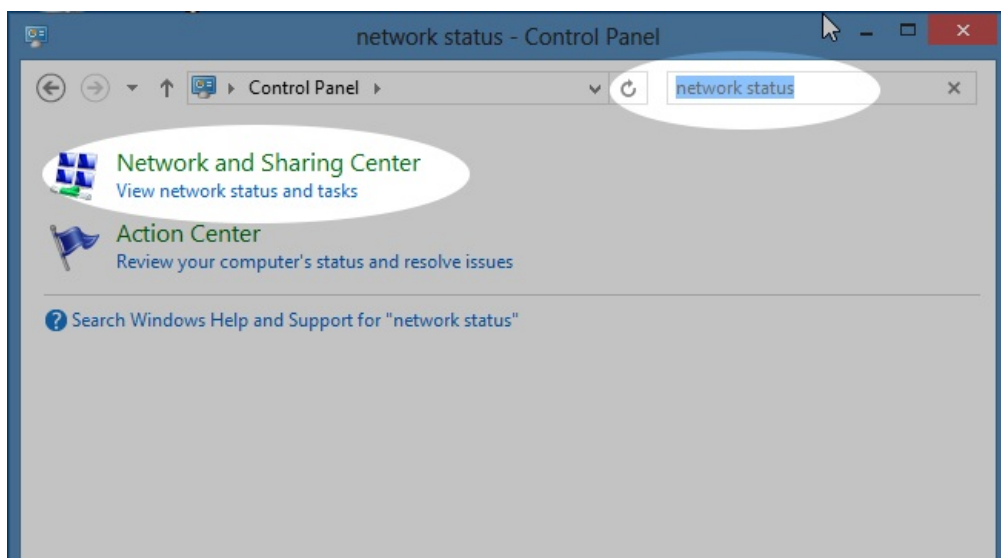 network status - Control Panel
Control Panel
network status
Network and Sharing Center
View network status and tasks
Action Center
Review your computer's status and resolve issues
Search Windows Help and Support for "network status"